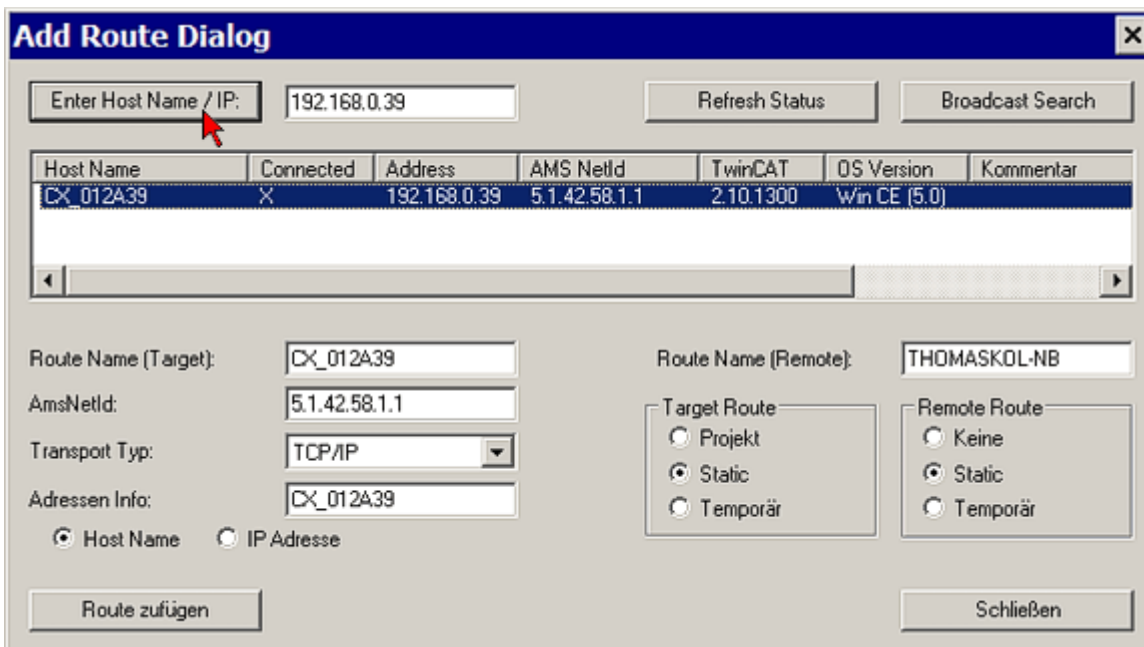 Add Route Dialog
Enter Host Name / IP: 192.168.0.39 Refresh Status Broadcast Search
Host Name Connected Address AMS NetId TwinCAT OS Version Kommentar
CX_012A39 X 192.168.0.39 5.1.42.58.1.1 2.10.1300 Win CE (5.0)
Route Name (Target): CX_012A39 Route Name (Remote): THOMASKOL-NB
AmsNetId: 5.1.42.58.1.1 Target Route Remote Route
Projekt Keine
Transport Typ: TCP/IP Static Static
Adressen Info: CX_012A39 Temporär Temporär
Host Name IP Adresse
Route zufügen Schließen